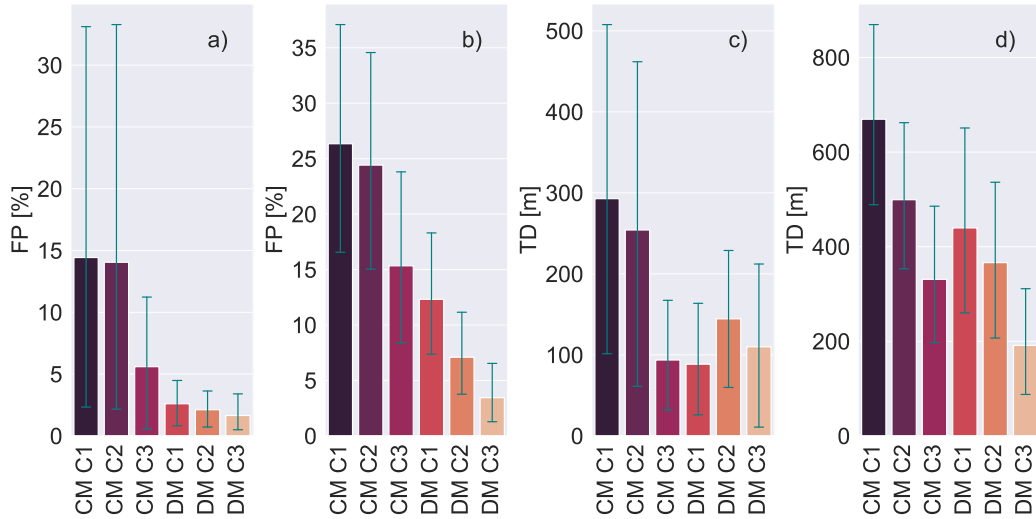 a)
FP [%]
30
25
20
15
10
5
0
CM C1
CM C2
CM C3
DM C1
DM C2
DM C3
b)
FP [%]
35
30
25
20
15
10
5
0
CM C1
CM C2
CM C3
DM C1
DM C2
DM C3
c)
TD [m]
500
400
300
200
100
0
CM C1
CM C2
CM C3
DM C1
DM C2
DM C3
d)
TD [m]
800
600
400
200
0
CM C1
CM C2
CM C3
DM C1
DM C2
DM C3